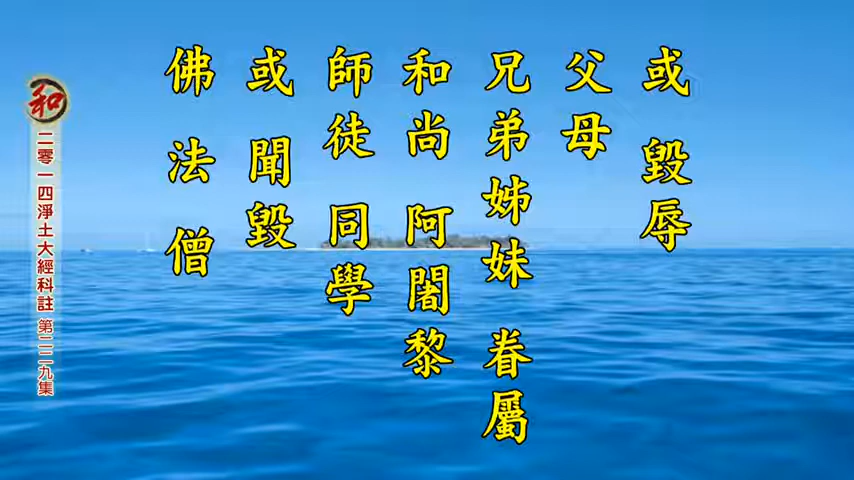 或 毀辱
父母
兄弟姊妹 眷屬
和尚 阿闍黎
師徒 同學
或 聞毀
佛 法 僧
和
二零一四淨土大經科註 第二二九集